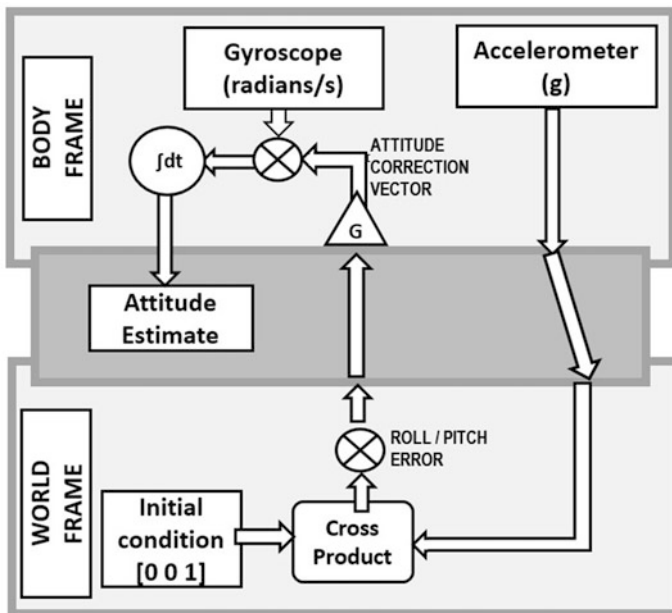 Gyroscope
(radians/s)
Accelerometer
(g)
BODY
FRAME
∫dt
ATTITUDE
CORRECTION
VECTOR
G
Attitude
Estimate
ROLL / PITCH
ERROR
WORLD
FRAME
Initial
condition
[0 0 1]
Cross
Product